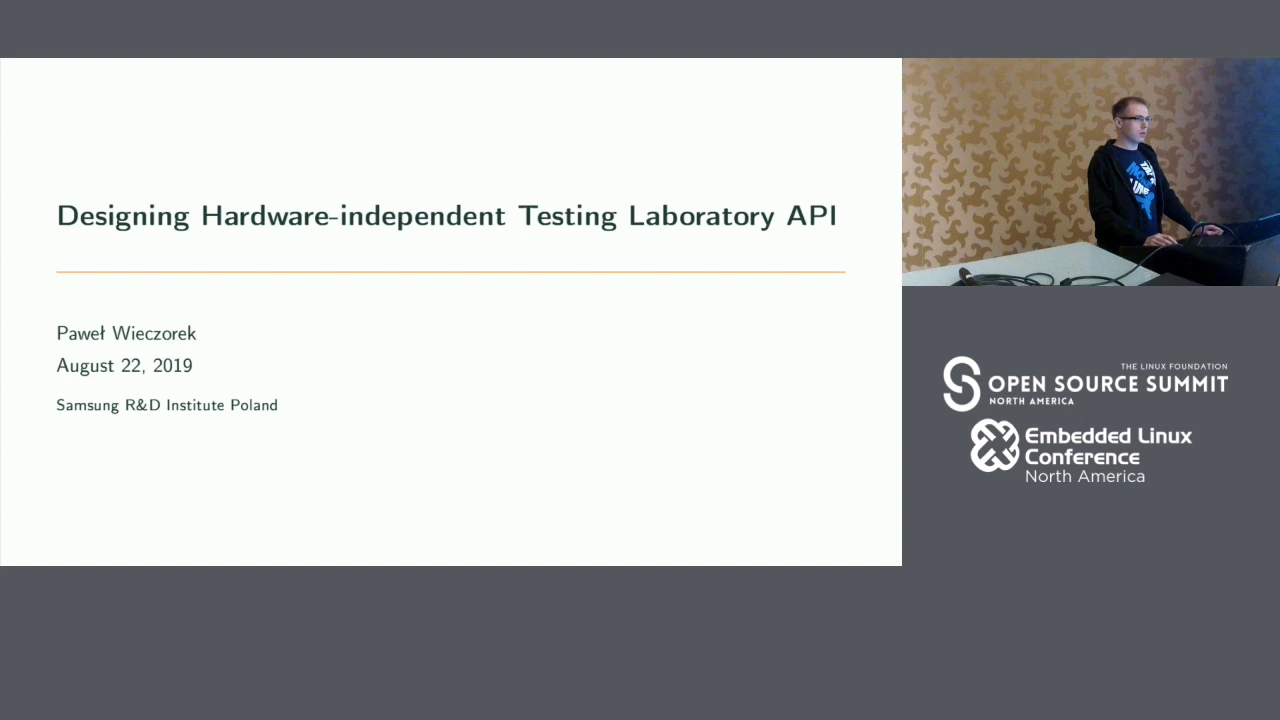 Designing Hardware-independent Testing Laboratory API
Paweł Wieczorek
August 22, 2019
Samsung R&D Institute Poland
THE LINUX FOUNDATION
OPEN SOURCE SUMMIT
NORTH AMERICA
Embedded Linux
Conference
North America